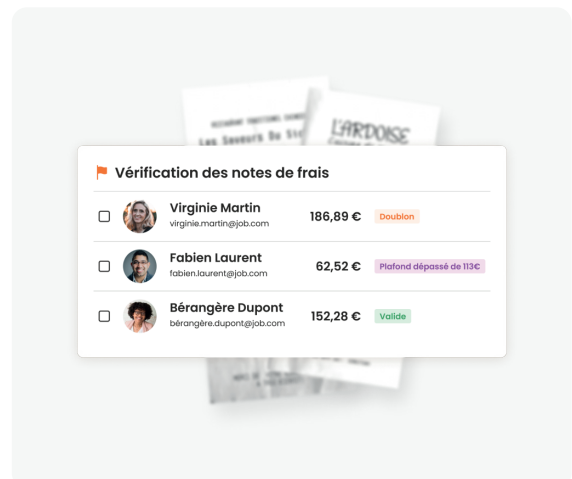 L'ARDOISE
Vérification des notes de frais
Virginie Martin
virginie.martin@job.com
186,89 €
Doublon
Fabien Laurent
fabien.laurent@job.com
62,52 €
Plafond dépassé de 113€
Bérangère Dupont
bérangère.dupont@job.com
152,28 €
Valide